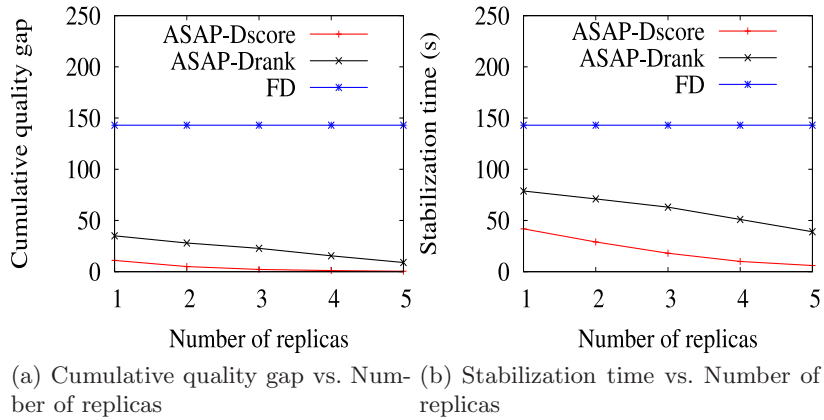 Cumulative quality gap
250
200
150
100
50
0
ASAP-Dscore
ASAP-Drank
FD
1 2 3 4 5
Number of replicas
(a) Cumulative quality gap vs. Num-
ber of replicas
Stabilization time (s)
250
200
150
100
50
0
ASAP-Dscore
ASAP-Drank
FD
1 2 3 4 5
Number of replicas
(b) Stabilization time vs. Number of
replicas